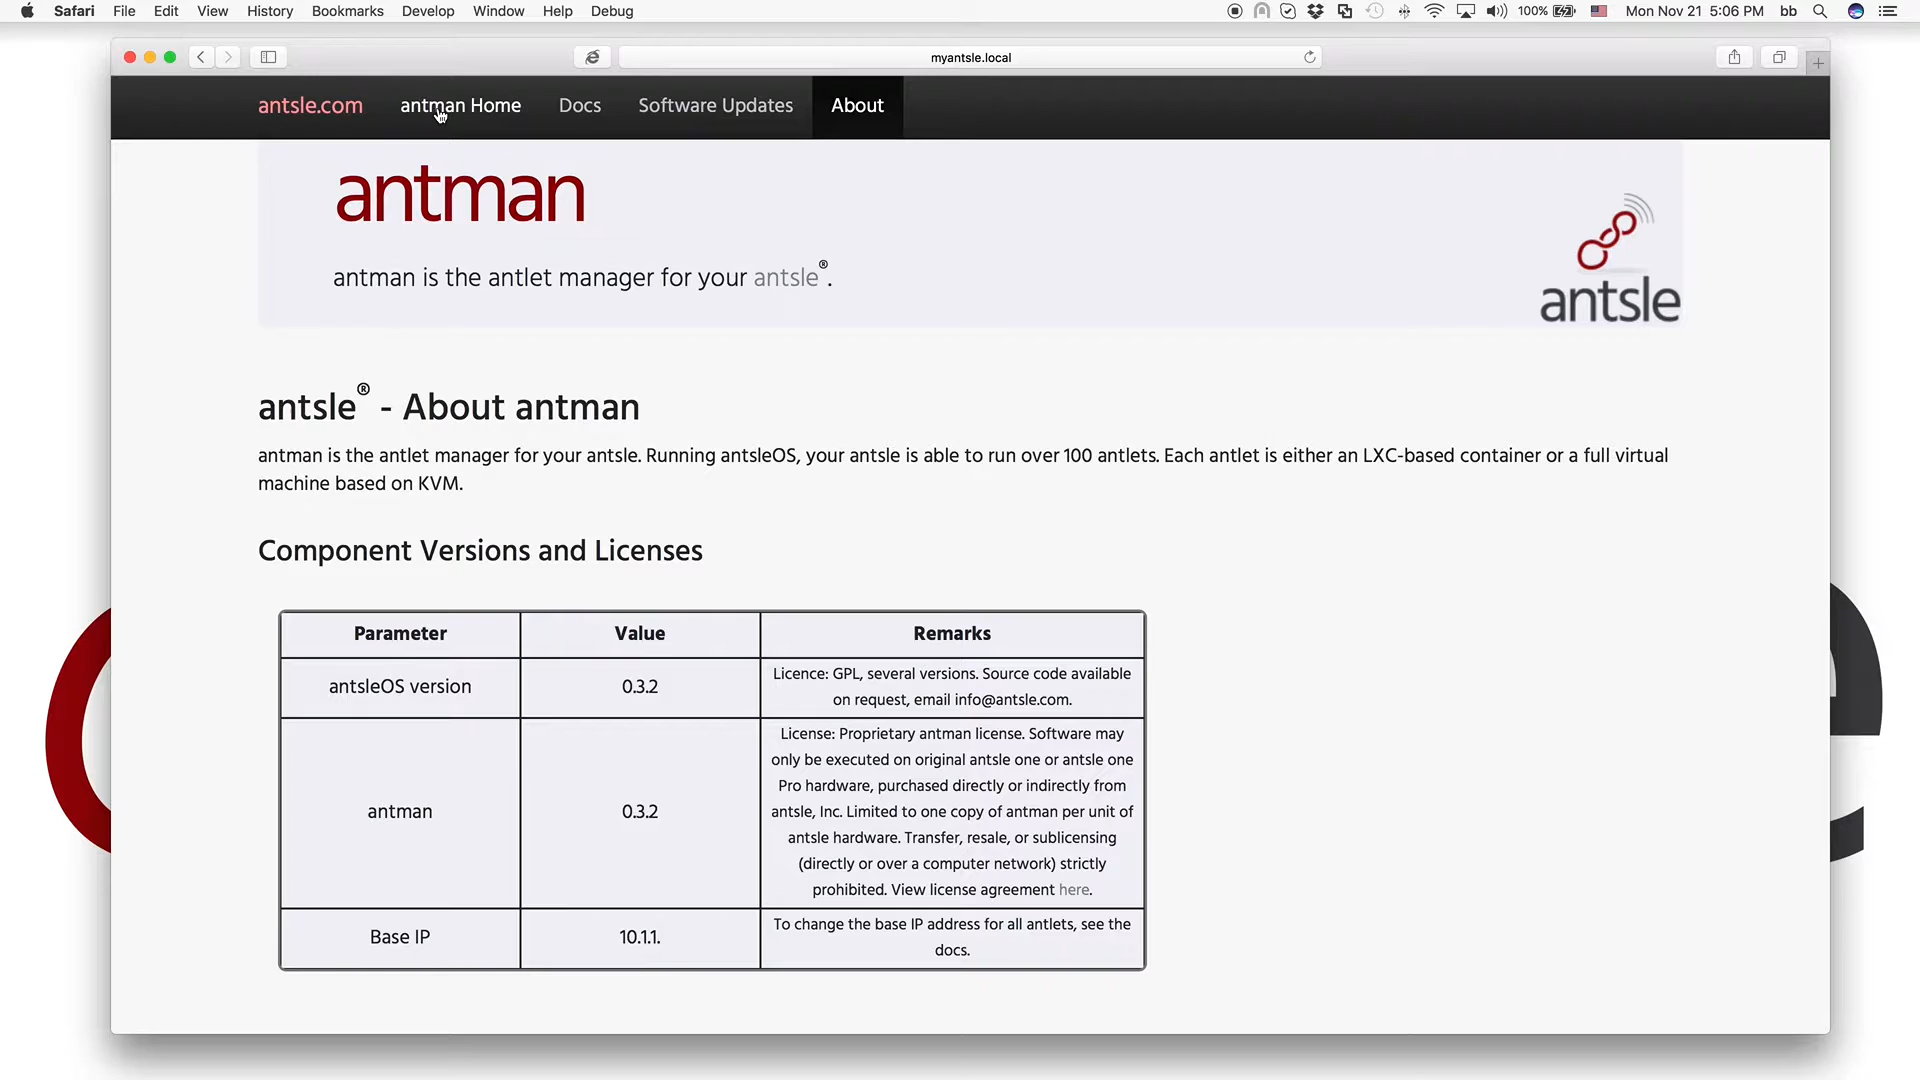 Safari File Edit View History Bookmarks Develop Window Help Debug 100% Mon Nov 21 5:06 PM bb
myantsle.local
antsle.com antman Home Docs Software Updates About
antman
antman is the antlet manager for your antsle®.
antsle
antsle® - About antman
antman is the antlet manager for your antsle. Running antsleOS, your antsle is able to run over 100 antlets. Each antlet is either an LXC-based container or a full virtual
machine based on KVM.
Component Versions and Licenses
Parameter Value Remarks
antsleOS version 0.3.2 Licence: GPL, several versions. Source code available
on request, email info@antsle.com.
antman 0.3.2 License: Proprietary antman license. Software may
only be executed on original antsle one or antsle one
Pro hardware, purchased directly or indirectly from
antsle, Inc. Limited to one copy of antman per unit of
antsle hardware. Transfer, resale, or sublicensing
(directly or over a computer network) strictly
prohibited. View license agreement here.
Base IP 10.1.1. To change the base IP address for all antlets, see the
docs.